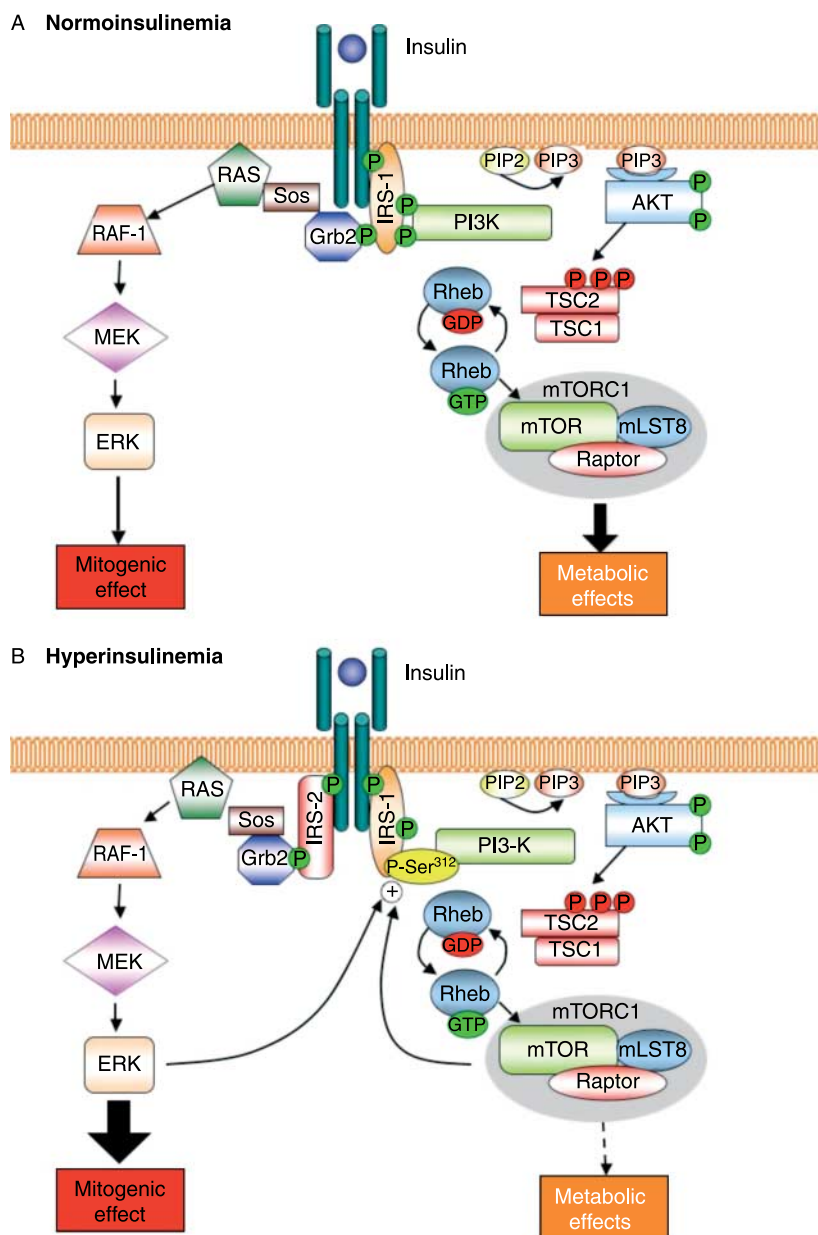 A Normoinsulinemia
Insulin
PIP2
PIP3
PIP3
RAS
Sos
P
IRS-1
P
AKT
P
RAF-1
Grb2
P
P
PI3K
P P P
TSC2
TSC1
Rheb
GDP
MEK
Rheb
GTP
mTORC1
mTOR
mLST8
Raptor
ERK
Mitogenic
effect
Metabolic
effects
B Hyperinsulinemia
Insulin
PIP2
PIP3
PIP3
RAS
P
P
IRS-2
IRS-1
P
AKT
P
Sos
P
RAF-1
Grb2
P
PI3-K
P-Ser³¹²
+
P P P
TSC2
TSC1
Rheb
GDP
MEK
Rheb
GTP
mTORC1
mTOR
mLST8
Raptor
ERK
Mitogenic
effect
Metabolic
effects